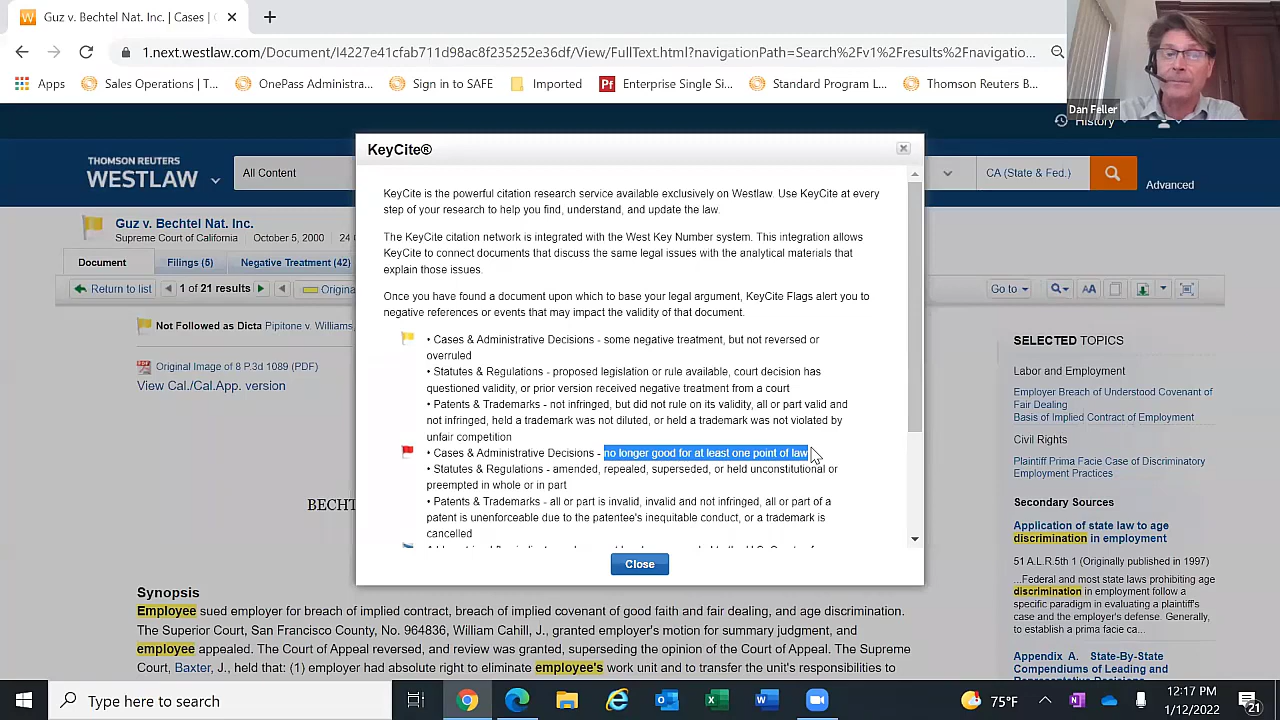 Guz v. Bechtel Nat. Inc. | Cases |
1.next.westlaw.com/Document/I4227e41cfab711d98ac8f235252e36df/View/FullText.html?navigationPath=Search%2Fv1%2Fresults%2Fnavigatio...
Apps
Sales Operations | T...
OnePass Administra...
Sign in to SAP
Imported
Enterprise Single Si...
Standard Program L...
Thomson Reuters B...
Dan Feller
History
KeyCite®
THOMSON REUTERS
WESTLAW
All Content
CA (State & Fed.)
Advanced
KeyCite is the powerful citation research service available exclusively on Westlaw. Use KeyCite at every
step of your research to help you find, understand, and update the law.
The KeyCite citation network is integrated with the West Key Number system. This integration allows
KeyCite to connect documents that discuss the same legal issues with the analytical materials that
explain those issues.
Once you have found a document upon which to base your legal argument, KeyCite Flags alert you to
negative references or events that may impact the validity of that document.
• Cases & Administrative Decisions - some negative treatment, but not reversed or
overruled
• Statutes & Regulations - proposed legislation or rule available, court decision has
questioned validity, or prior version received negative treatment from a court
• Patents & Trademarks - not infringed, but did not rule on its validity, all or part valid and
not infringed, held a trademark was not diluted, or held a trademark was not violated by
unfair competition
• Cases & Administrative Decisions - no longer good for at least one point of law
• Statutes & Regulations - amended, repealed, superseded, or held unconstitutional or
preempted in whole or in part
• Patents & Trademarks - all or part is invalid, invalid and not infringed, all or part of a
patent is unenforceable due to the patentee's inequitable conduct, or a trademark is
cancelled
Close
Guz v. Bechtel Nat. Inc.
Supreme Court of California October 5, 2000 24
Document
Filings (5)
Negative Treatment (42)
Return to list
1 of 21 results
Origina
Go to
AA
Not Followed as Dicta Pipitone v. Williams,
Original Image of 8 P.3d 1089 (PDF)
View Cal./Cal.App. version
BECHT
Synopsis
Employee sued employer for breach of implied contract, breach of implied covenant of good faith and fair dealing, and age discrimination.
The Superior Court, San Francisco County, No. 964836, William Cahill, J., granted employer's motion for summary judgment, and
employee appealed. The Court of Appeal reversed, and review was granted, superseding the opinion of the Court of Appeal. The Supreme
Court, Baxter, J., held that: (1) employer had absolute right to eliminate employee's work unit and to transfer the unit's responsibilities to
SELECTED TOPICS
Labor and Employment
Employer Breach of Understood Covenant of
Fair Dealing
Basis of Implied Contract of Employment
Civil Rights
Plaintiff Prima Facie Case of Discriminatory
Employment Practices
Secondary Sources
Application of state law to age
discrimination in employment
51 A.L.R.5th 1 (Originally published in 1997)
...Federal and most state laws prohibiting age
discrimination in employment follow a
specific paradigm in evaluating a plaintiff's
case and the employer's defense. Generally,
to establish a prima facie ca...
Appendix A. State-By-State
Compendiums of Leading and
Type here to search
75°F
12:17 PM
1/12/2022
21